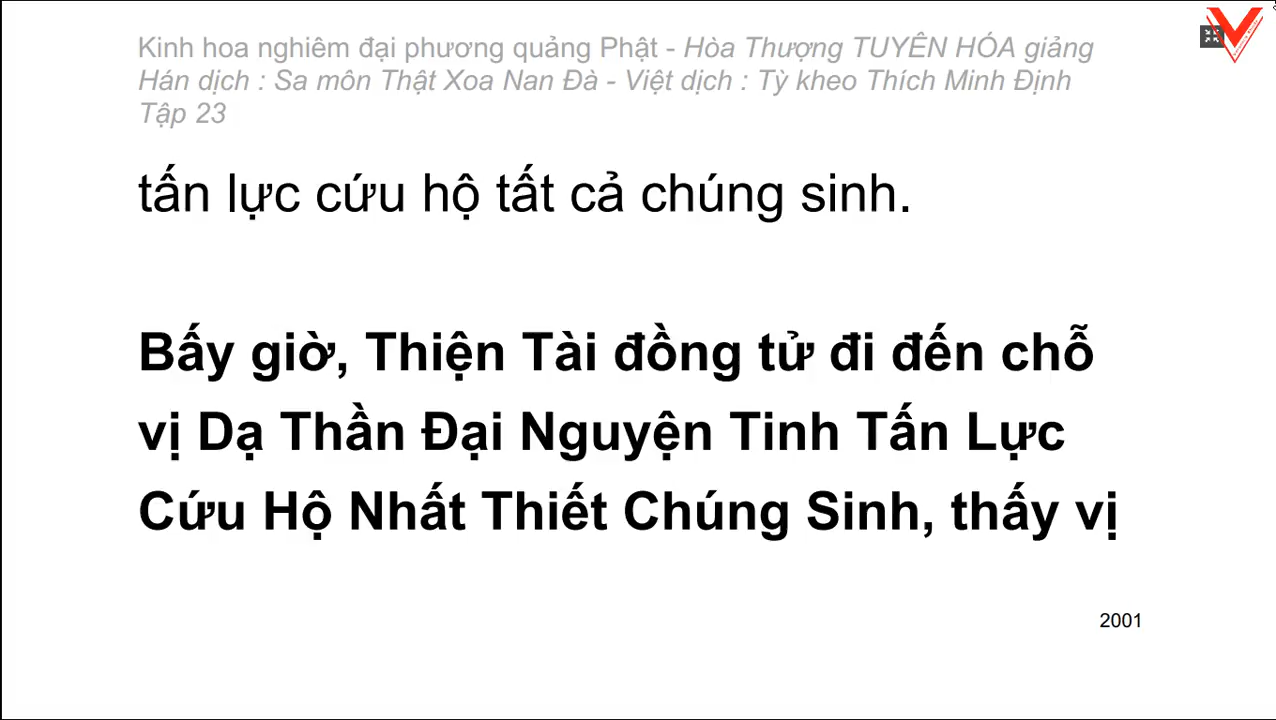 Kinh hoa nghiêm đại phương quảng Phật - Hòa Thượng TUYÊN HÓA giảng
Hán dịch : Sa môn Thật Xoa Nan Đà - Việt dịch : Tỳ kheo Thích Minh Định
Tập 23
tấn lực cứu hộ tất cả chúng sinh.
Bấy giờ, Thiện Tài đồng tử đi đến chỗ
vị Dạ Thần Đại Nguyện Tinh Tấn Lực
Cứu Hộ Nhất Thiết Chúng Sinh, thấy vị
2001